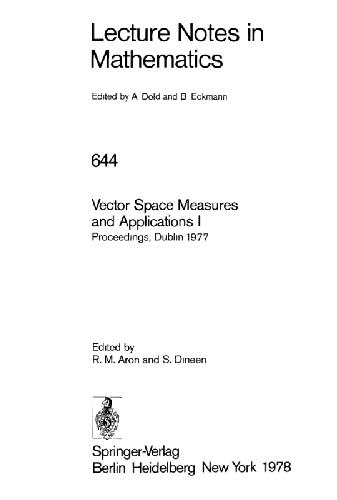 Lecture Notes in
Mathematics
Edited by A. Dold and B. Eckmann
644
Vector Space Measures
and Applications I
Proceedings, Dublin 1977
Edited by
R. M. Aron and S. Dineen
Springer-Verlag
Berlin Heidelberg New York 1978